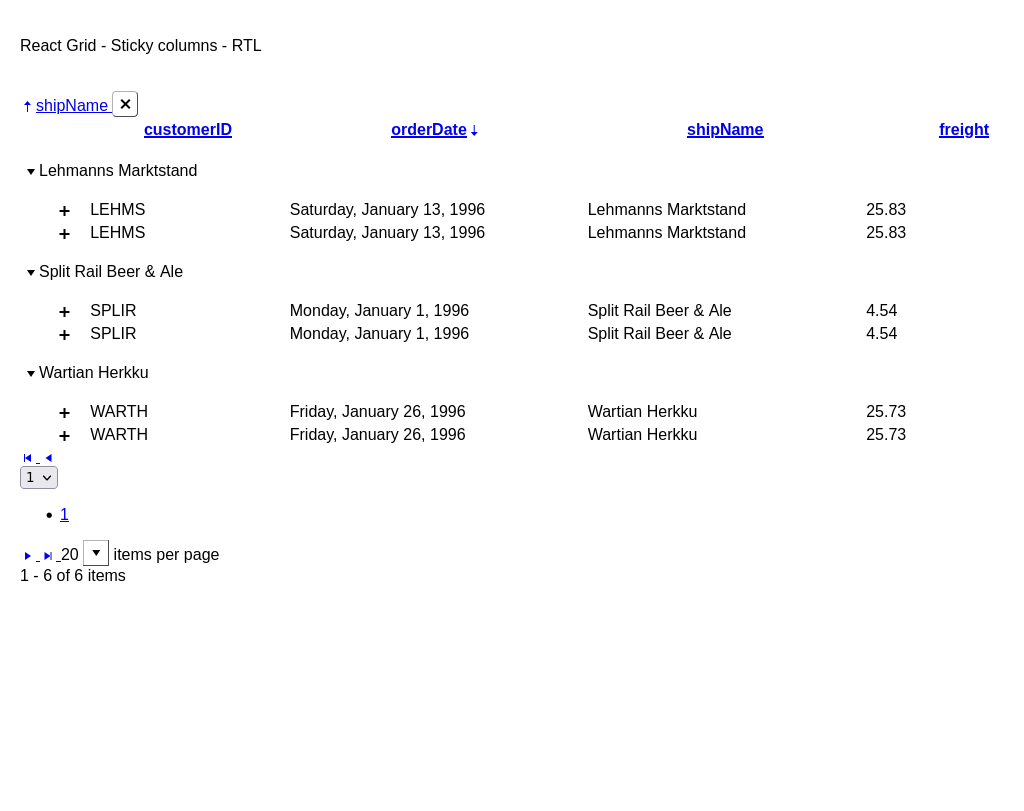 React Grid - Sticky columns - RTL
shipName
customerID orderDate shipName freight
Lehmanns Marktstand
LEHMS Saturday, January 13, 1996 Lehmanns Marktstand 25.83
LEHMS Saturday, January 13, 1996 Lehmanns Marktstand 25.83
Split Rail Beer & Ale
SPLIR Monday, January 1, 1996 Split Rail Beer & Ale 4.54
SPLIR Monday, January 1, 1996 Split Rail Beer & Ale 4.54
Wartian Herkku
WARTH Friday, January 26, 1996 Wartian Herkku 25.73
WARTH Friday, January 26, 1996 Wartian Herkku 25.73
1
1
20 items per page
1 - 6 of 6 items